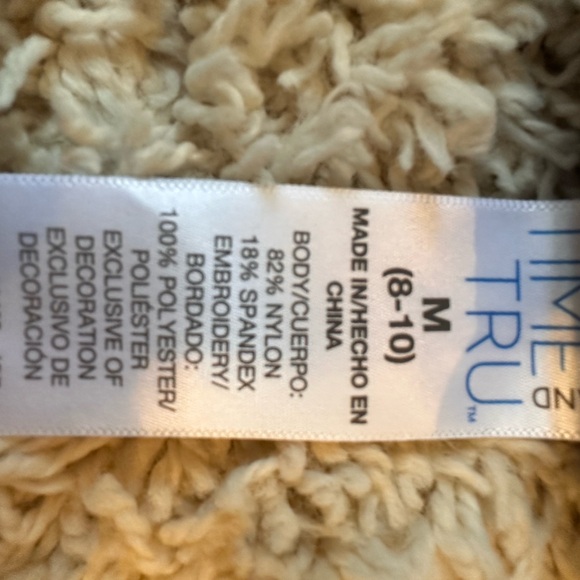 TIME
TRU™
M
(8-10)
MADE IN/HECHO EN
CHINA
BODY/CUERPO:
82% NYLON
18% SPANDEX
EMBROIDERY/
BORDADO:
100% POLYESTER/
POLIÉSTER
EXCLUSIVE OF
DECORATION
EXCLUSIVO DE
DECORACIÓN